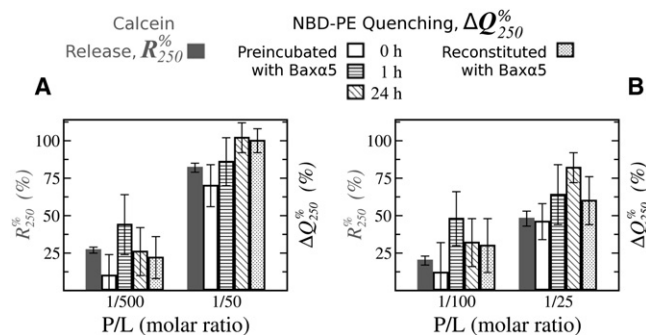 Calcein
Release, R%250
NBD-PE Quenching, ΔQ%250
Preincubated with Baxα5
0 h
1 h
24 h
Reconstituted with Baxα5
A
100
75
50
25
R%250 (%)
ΔQ%250 (%)
1/500 1/50
P/L (molar ratio)
B
100
75
50
25
R%250 (%)
ΔQ%250 (%)
1/100 1/25
P/L (molar ratio)